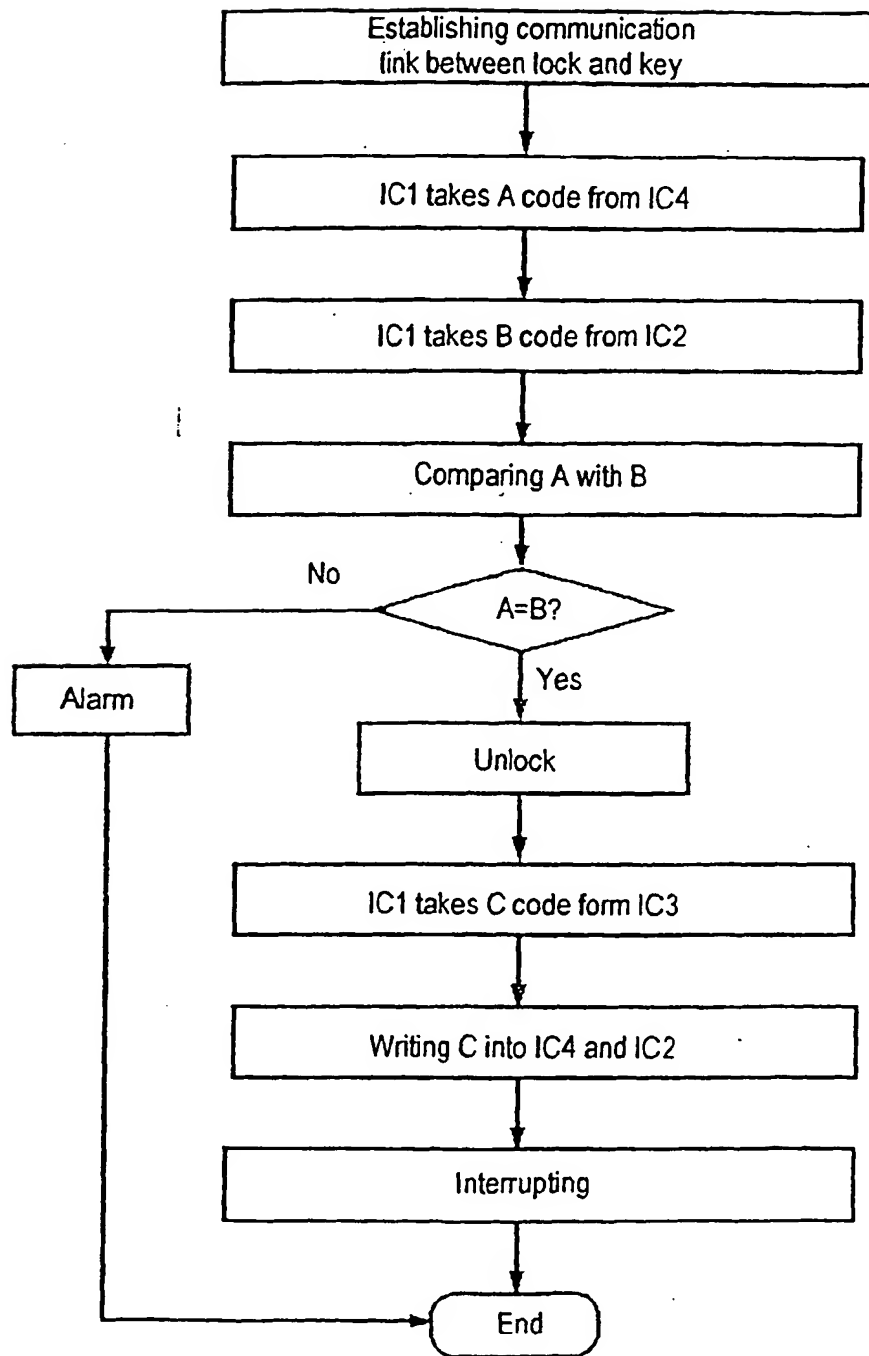 Establishing communication
link between lock and key
IC1 takes A code from IC4
IC1 takes B code from IC2
Comparing A with B
No
A=B?
Alarm
Yes
Unlock
IC1 takes C code form IC3
Writing C into IC4 and IC2
Interrupting
End